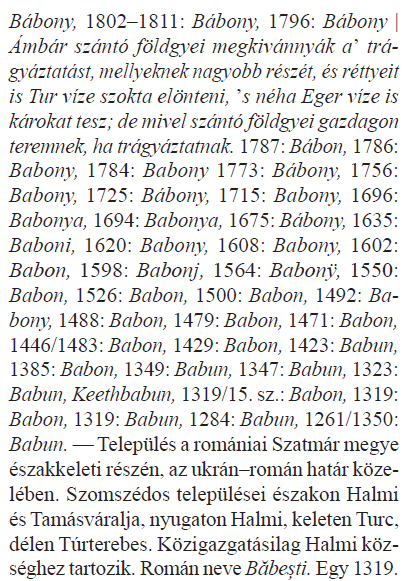 Bábony, 1802–1811: Bábony, 1796: Bábony |
Ámbár szántó földgyei megkivánnyák a’ trá-
gyáztatást, mellyeknek nagyobb részét, és réttyeit
is Tur víze szokta elönteni, ’s néha Eger víze is
károkat tesz; de mivel szántó földgyei gazdagon
teremnek, ha trágyáztatnak. 1787: Bábon, 1786:
Babony, 1784: Babony 1773: Bábony, 1756:
Babony, 1725: Bábony, 1715: Babony, 1696:
Babonya, 1694: Babonya, 1675: Bábony, 1635:
Baboni, 1620: Babony, 1608: Babony, 1602:
Babon, 1598: Babonj, 1564: Babonÿ, 1550:
Babon, 1526: Babon, 1500: Babon, 1492: Ba-
bony, 1488: Babon, 1479: Babon, 1471: Babon,
1446/1483: Babon, 1429: Babon, 1423: Babun,
1385: Babon, 1349: Babun, 1347: Babun, 1323:
Babun, Keethbabun, 1319/15. sz.: Babon, 1319:
Babon, 1319: Babun, 1284: Babun, 1261/1350:
Babun. — Település a romániai Szatmár megye
északkeleti részén, az ukrán–román határ köze-
lében. Szomszédos települései északon Halmi
és Tamásváralja, nyugaton Halmi, keleten Turc,
délen Túrterebes. Közigazgatásilag Halmi köz-
séghez tartozik. Román neve Băbești. Egy 1319.